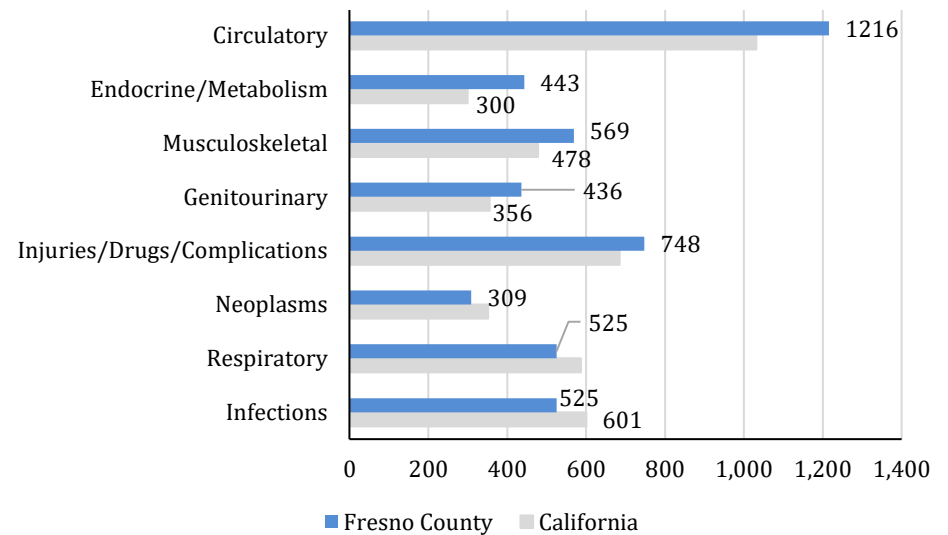 Circulatory 1216
Endocrine/Metabolism 443
300
Musculoskeletal 569
478
Genitourinary 436
356
Injuries/Drugs/Complications 748
Neoplasms 309
Respiratory 525
Infections 525
601
0 200 400 600 800 1,000 1,200 1,400
Fresno County California